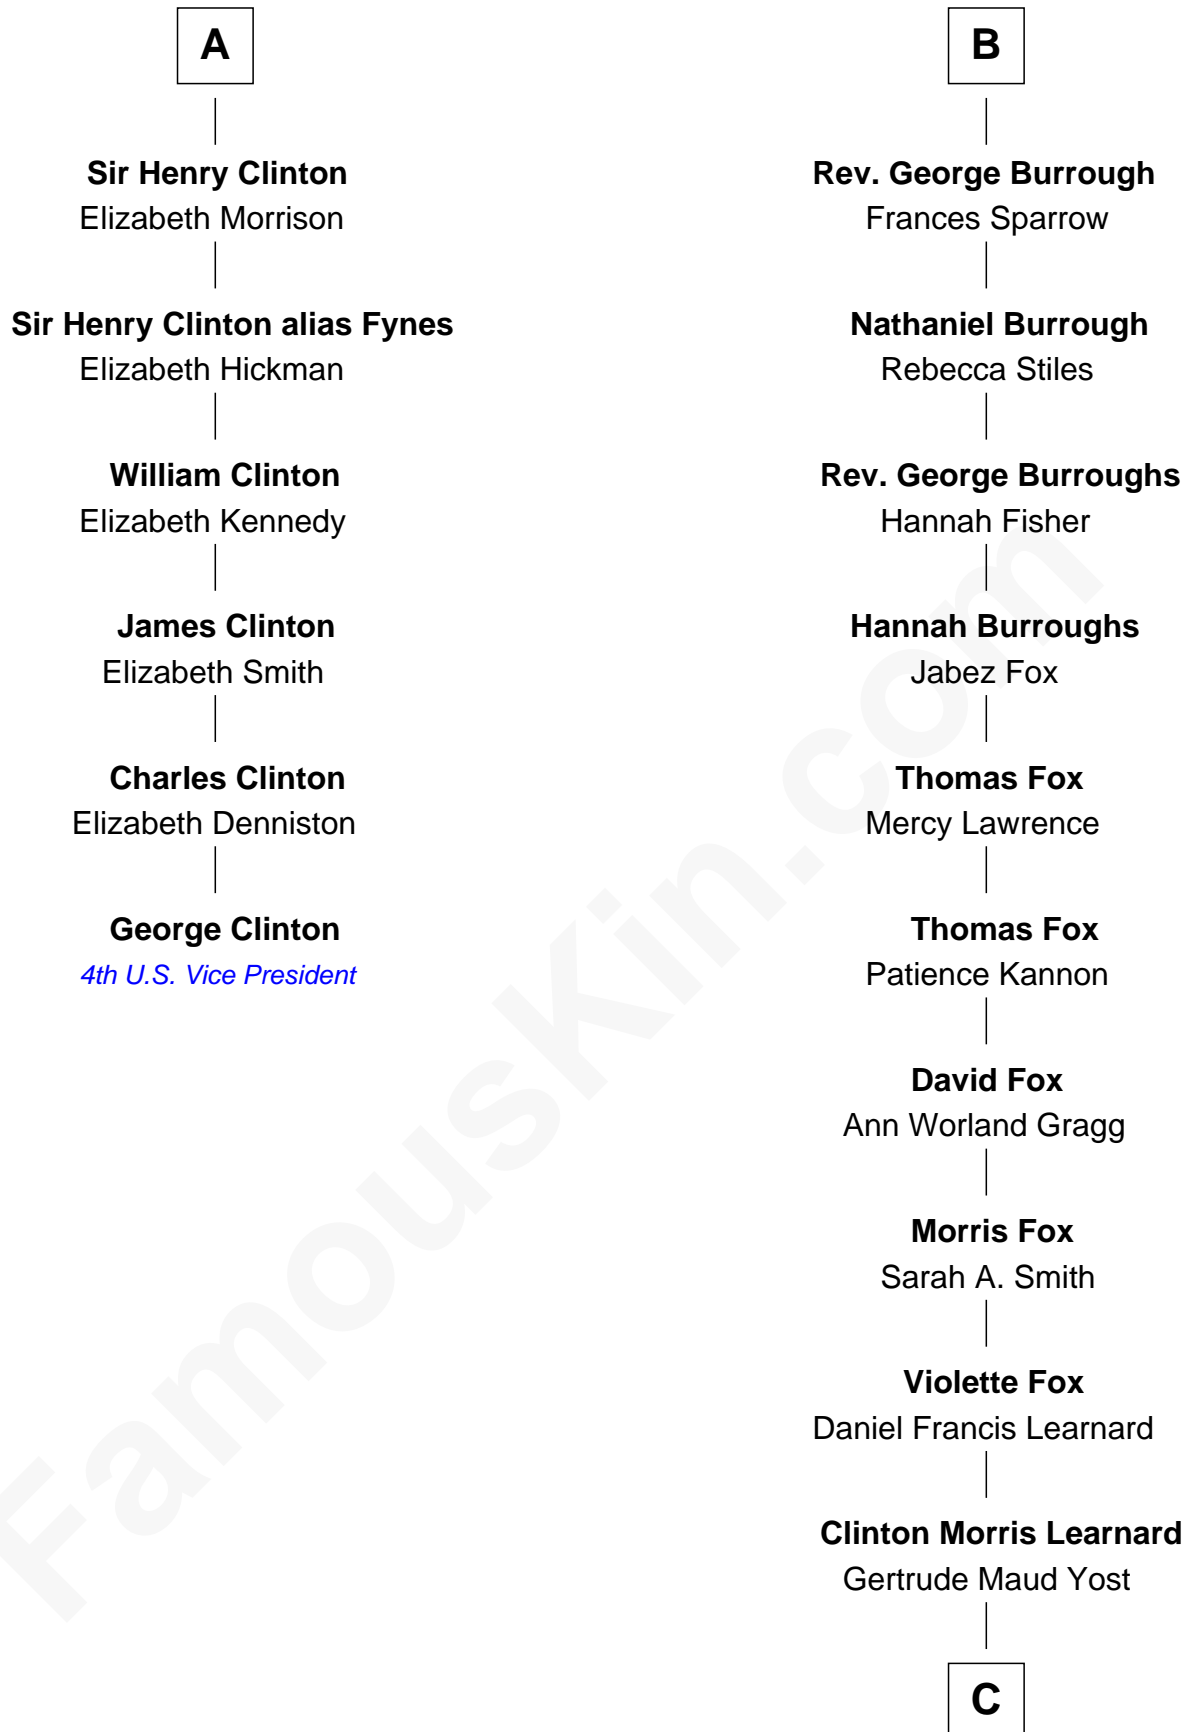 A
Sir Henry Clinton
Elizabeth Morrison
Sir Henry Clinton alias Fynes
Elizabeth Hickman
William Clinton
Elizabeth Kennedy
James Clinton
Elizabeth Smith
Charles Clinton
Elizabeth Denniston
George Clinton
4th U.S. Vice President
B
Rev. George Burrough
Frances Sparrow
Nathaniel Burrough
Rebecca Stiles
Rev. George Burroughs
Hannah Fisher
Hannah Burroughs
Jabez Fox
Thomas Fox
Mercy Lawrence
Thomas Fox
Patience Kannon
David Fox
Ann Worland Gragg
Morris Fox
Sarah A. Smith
Violette Fox
Daniel Francis Learnard
Clinton Morris Learnard
Gertrude Maud Yost
C
FamousKin.com